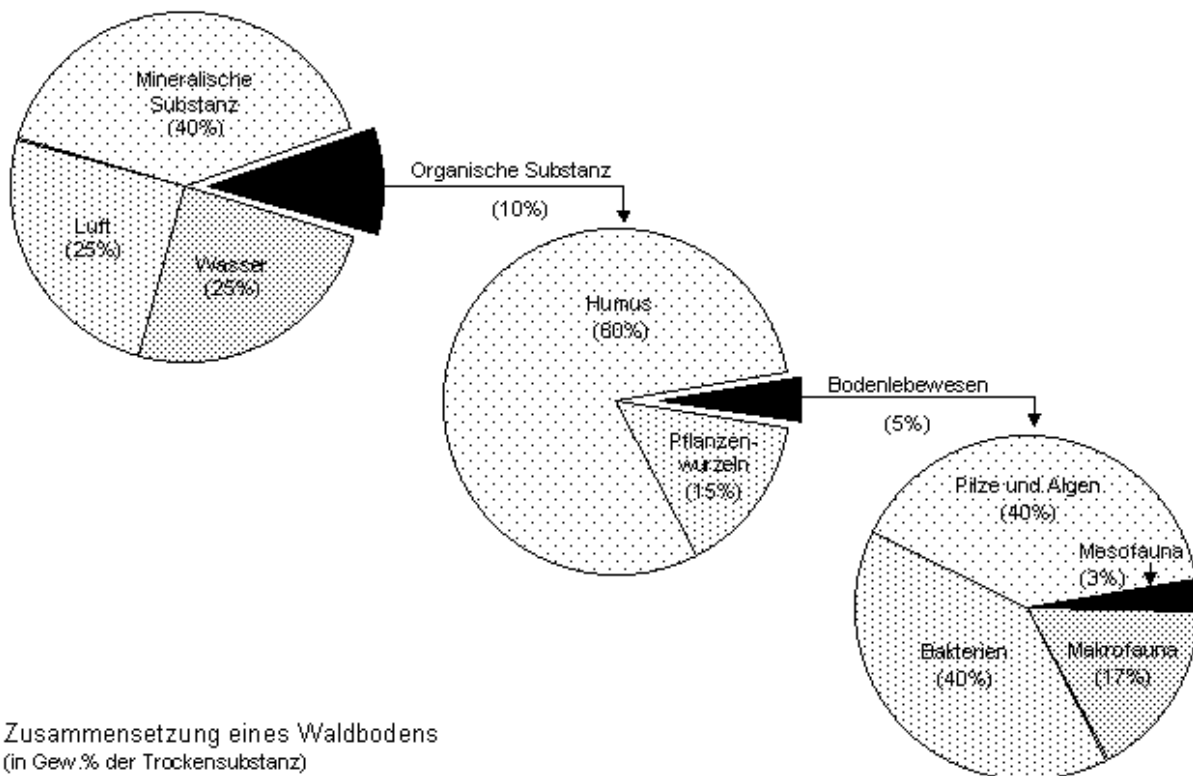 Mineralische
Substanz
(40%)
Organische Substanz
(10%)
Luft
(25%)
Wasser
(25%)
Humus
(60%)
Bodenlebewesen
(5%)
Pflanzen-
wurzeln
(15%)
Pilze und Algen
(40%)
Mesofauna
(3%)
Bakterien
(40%)
Makrofauna
(17%)
Zusammensetzung eines Waldbodens
(in Gew.% der Trockensubstanz)